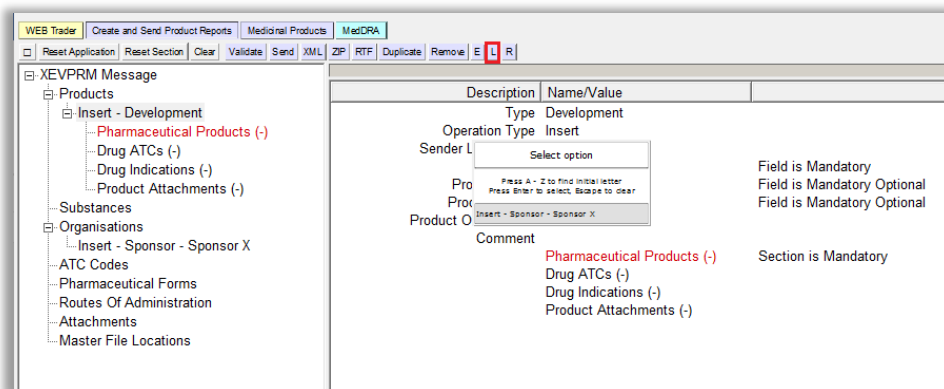 WEB Trader Create and Send Product Reports Medicinal Products MedDRA
Reset Application Reset Section Clear Validate Send XML ZIP RTF Duplicate Remove E L R
XEVPRM Message
Products
Insert - Development
Pharmaceutical Products (-)
Drug ATCs (-)
Drug Indications (-)
Product Attachments (-)
Substances
Organisations
Insert - Sponsor - Sponsor X
ATC Codes
Pharmaceutical Forms
Routes Of Administration
Attachments
Master File Locations
Description Name/Value
Type Development
Operation Type Insert
Sender L
Field is Mandatory
Pro Field is Mandatory Optional
Proc Field is Mandatory Optional
Product O
Select option
Press A - Z to find initial letter
Press Enter to select, Escape to clear
Insert - Sponsor - Sponsor X
Comment
Pharmaceutical Products (-) Section is Mandatory
Drug ATCs (-)
Drug Indications (-)
Product Attachments (-)